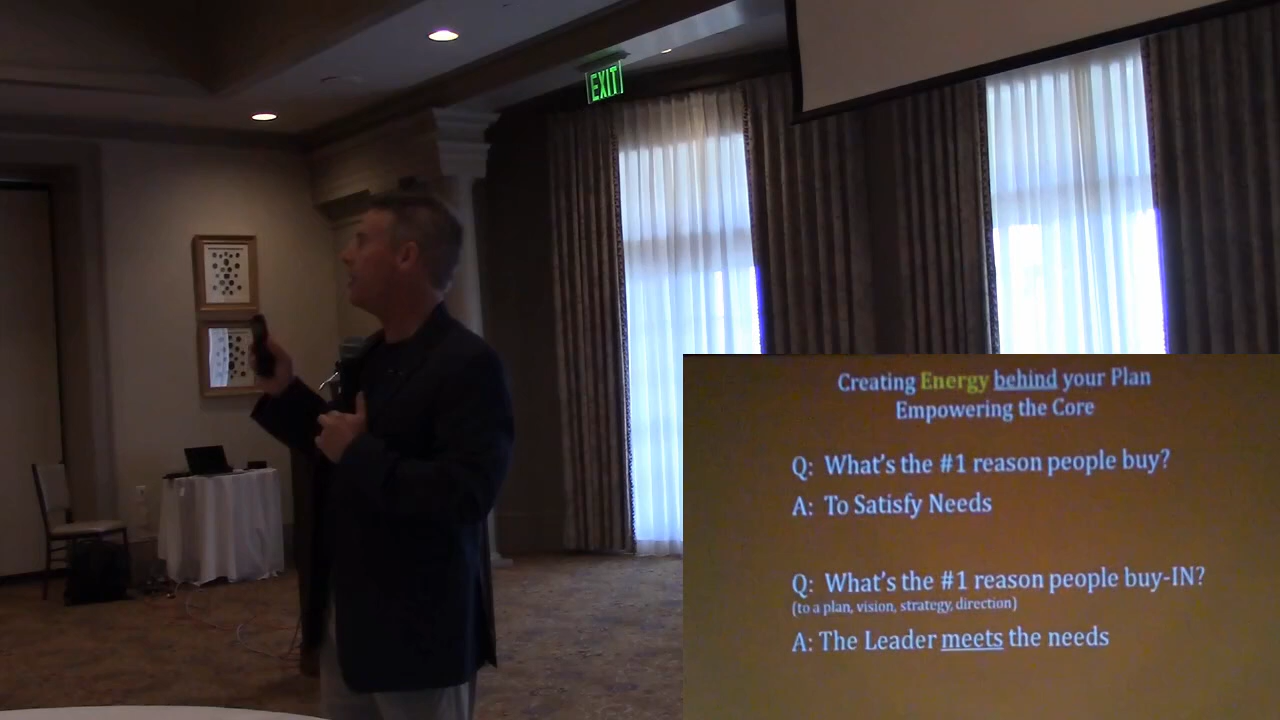 EXIT
Creating Energy behind your Plan
Empowering the Core
Q: What's the #1 reason people buy?
A: To Satisfy Needs
Q: What's the #1 reason people buy-IN?
(to a plan, vision, strategy, direction)
A: The Leader meets the needs